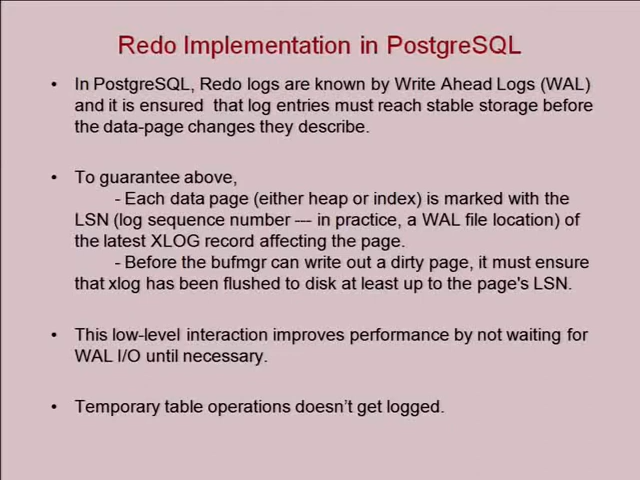 Redo Implementation in PostgreSQL
• In PostgreSQL, Redo logs are known by Write Ahead Logs (WAL)
and it is ensured that log entries must reach stable storage before
the data-page changes they describe.
• To guarantee above,
- Each data page (either heap or index) is marked with the
LSN (log sequence number --- in practice, a WAL file location) of
the latest XLOG record affecting the page.
- Before the bufmgr can write out a dirty page, it must ensure
that xlog has been flushed to disk at least up to the page's LSN.
• This low-level interaction improves performance by not waiting for
WAL I/O until necessary.
• Temporary table operations doesn't get logged.